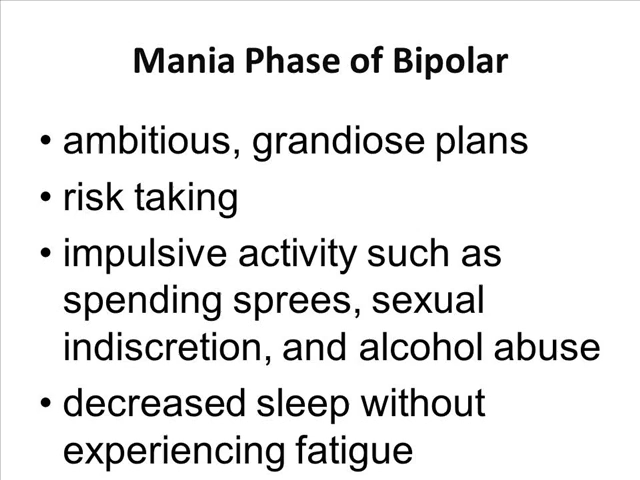 Mania Phase of Bipolar
• ambitious, grandiose plans
• risk taking
• impulsive activity such as
spending sprees, sexual
indiscretion, and alcohol abuse
• decreased sleep without
experiencing fatigue